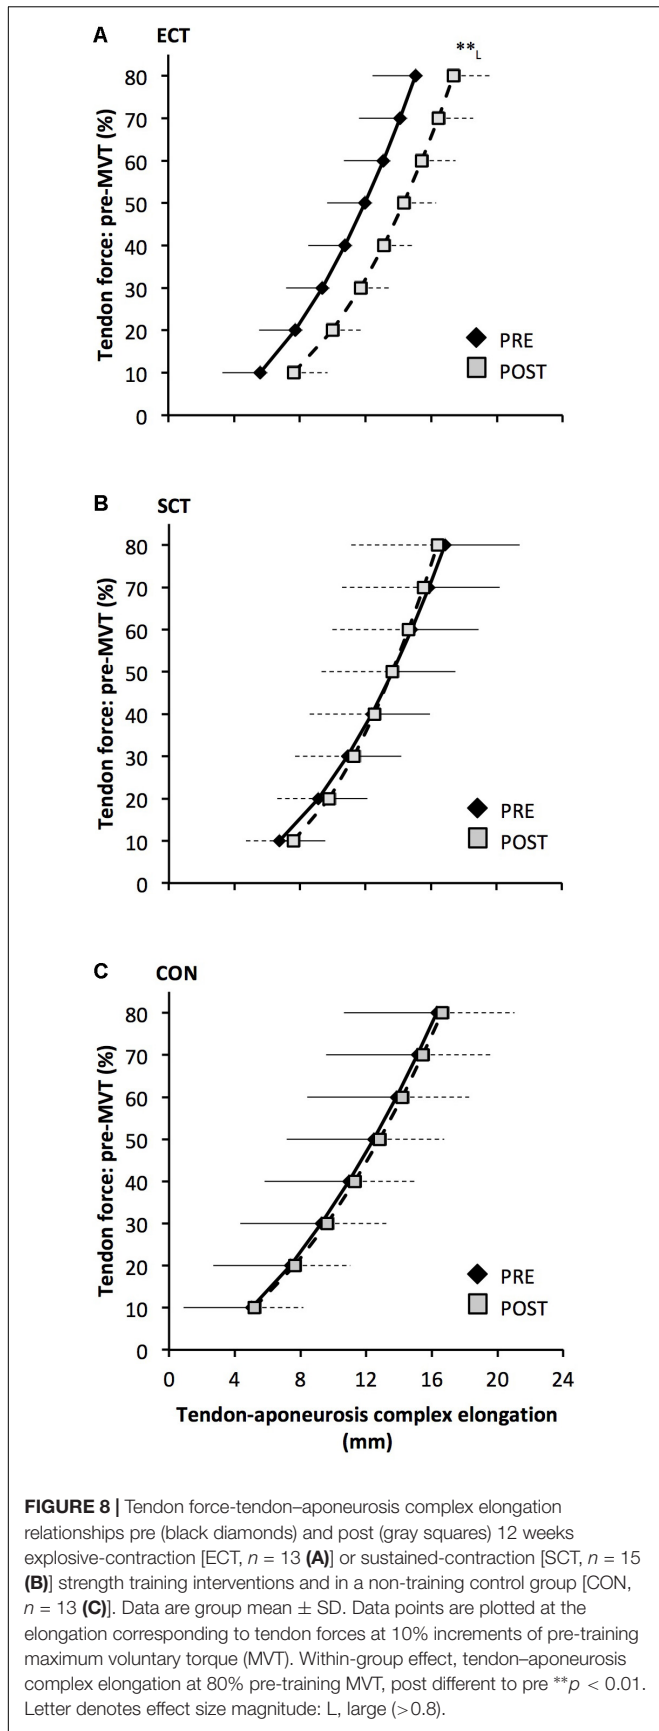 A ECT
**L
Tendon force: pre-MVT (%)
80
70
60
50
40
30
20
10
0
PRE
POST
B SCT
Tendon force: pre-MVT (%)
80
70
60
50
40
30
20
10
0
PRE
POST
C CON
Tendon force: pre-MVT (%)
80
70
60
50
40
30
20
10
0
PRE
POST
0 4 8 12 16 20 24
Tendon-aponeurosis complex elongation
(mm)
FIGURE 8 | Tendon force-tendon–aponeurosis complex elongation
relationships pre (black diamonds) and post (gray squares) 12 weeks
explosive-contraction [ECT, n = 13 (A)] or sustained-contraction [SCT, n = 15
(B)] strength training interventions and in a non-training control group [CON,
n = 13 (C)]. Data are group mean ± SD. Data points are plotted at the
elongation corresponding to tendon forces at 10% increments of pre-training
maximum voluntary torque (MVT). Within-group effect, tendon–aponeurosis
complex elongation at 80% pre-training MVT, post different to pre **p < 0.01.
Letter denotes effect size magnitude: L, large (>0.8).